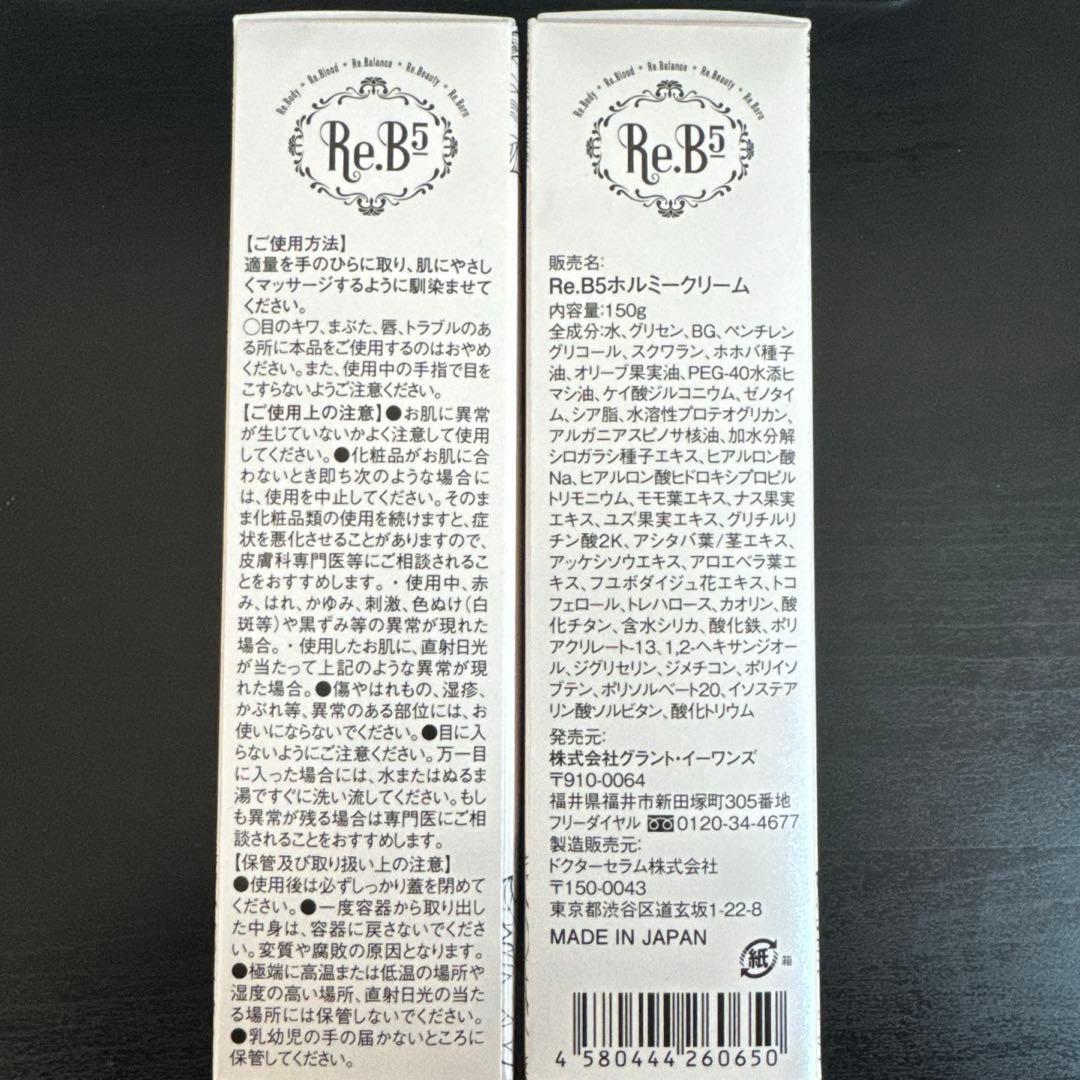 Re.Body * Re.Blood * Re.Balance * Re.Beauty * Re.Born
Re.B5
【ご使用方法】
適量を手のひらに取り、肌にやさし
くマッサージするように馴染ませて
ください。
○目のキワ、まぶた、唇、トラブルのあ
る所に本品をご使用するのはおやめ
ください。また、使用中の手指で目を
こすらないようご注意ください。
【ご使用上の注意】●お肌に異常
が生じていないかよく注意して使用
してください。●化粧品がお肌に合
わないとき即ち次のような場合に
は、使用を中止してください。そのま
ま化粧品類の使用を続けますと、症
状を悪化させることがありますので、
皮膚科専門医等にご相談されるこ
とをおすすめします。・使用中、赤
み、はれ、かゆみ、刺激、色ぬけ(白
斑等)や黒ずみ等の異常が現れた
場合。・使用したお肌に、直射日光
が当たって上記のような異常が現
れた場合。●傷やはれもの、湿疹、
かぶれ等、異常のある部位には、お
使いにならないでください。●目に入
らないようにご注意ください。万一目
に入った場合には、水またはぬるま
湯ですぐに洗い流してください。もし
も異常が残る場合は専門医にご相
談されることをおすすめします。
【保管及び取り扱い上の注意】
●使用後は必ずしっかり蓋を閉めて
ください。●一度容器から取り出し
た中身は、容器に戻さないでくださ
い。変質や腐敗の原因となります。
●極端に高温または低温の場所や
湿度の高い場所、直射日光の当た
る場所には保管しないでください。
●乳幼児の手の届かないところに
保管してください。
Re.Body * Re.Blood * Re.Balance * Re.Beauty * Re.Born
Re.B5
販売名:
Re.B5ホルミークリーム
内容量:150g
全成分:水、グリセン、BG、ペンチレン
グリコール、スクワラン、ホホバ種子
油、オリーブ果実油、PEG-40水添ヒ
マシ油、ケイ酸ジルコニウム、ゼノタイ
ム、シア脂、水溶性プロテオグリカン、
アルガニアスピノサ核油、加水分解
シロガラシ種子エキス、ヒアルロン酸
Na、ヒアルロン酸ヒドロキシプロピル
トリモニウム、モモ葉エキス、ナス果実
エキス、ユズ果実エキス、グリチルリ
チン酸2K、アシタバ葉/茎エキス、
アッケシソウエキス、アロエベラ葉エ
キス、フユボダイジュ花エキス、トコ
フェロール、トレハロース、カオリン、酸
化チタン、含水シリカ、酸化鉄、ポリ
アクリレート-13、1,2-ヘキサンジオー
ル、ジグリセリン、ジメチコン、ポリイソ
ブテン、ポリソルベート20、イソステア
リン酸ソルビタン、酸化トリウム
発売元:
株式会社グラント・イーワンズ
〒910-0064
福井県福井市新田塚町305番地
フリーダイヤル 0120-34-4677
製造販売元:
ドクターセラム株式会社
〒150-0043
東京都渋谷区道玄坂1-22-8
MADE IN JAPAN
紙 箱
4 580444 260650